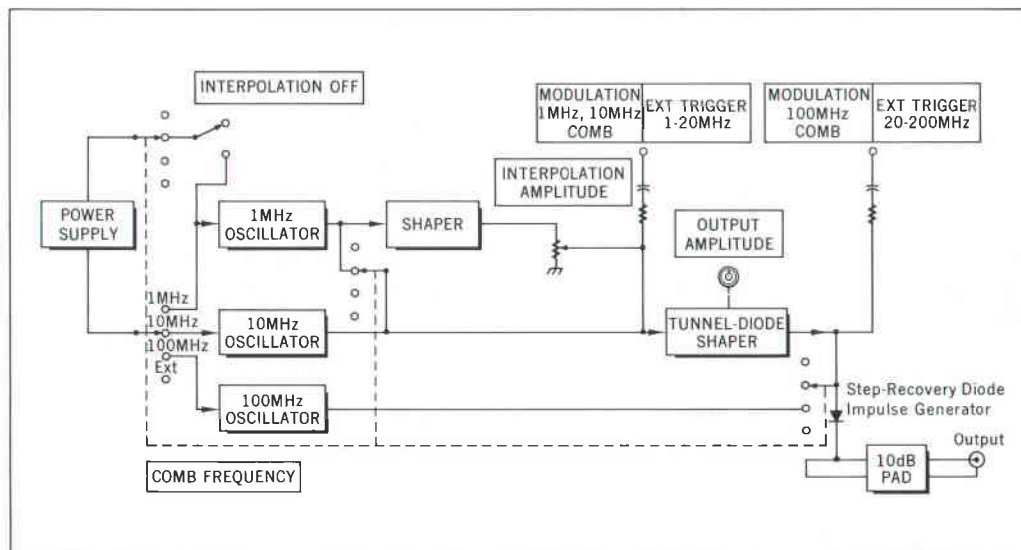 INTERPOLATION OFF
MODULATION
1MHz, 10MHz
COMB
EXT TRIGGER
1-20MHz
MODULATION
100MHz
COMB
EXT TRIGGER
20-200MHz
INTERPOLATION
AMPLITUDE
POWER
SUPPLY
1MHz
OSCILLATOR
SHAPER
OUTPUT
AMPLITUDE
1MHz
10MHz
100MHz
Ext
10MHz
OSCILLATOR
TUNNEL-DIODE
SHAPER
100MHz
OSCILLATOR
Step-Recovery Diode
Impulse Generator
COMB FREQUENCY
10dB
PAD
Output